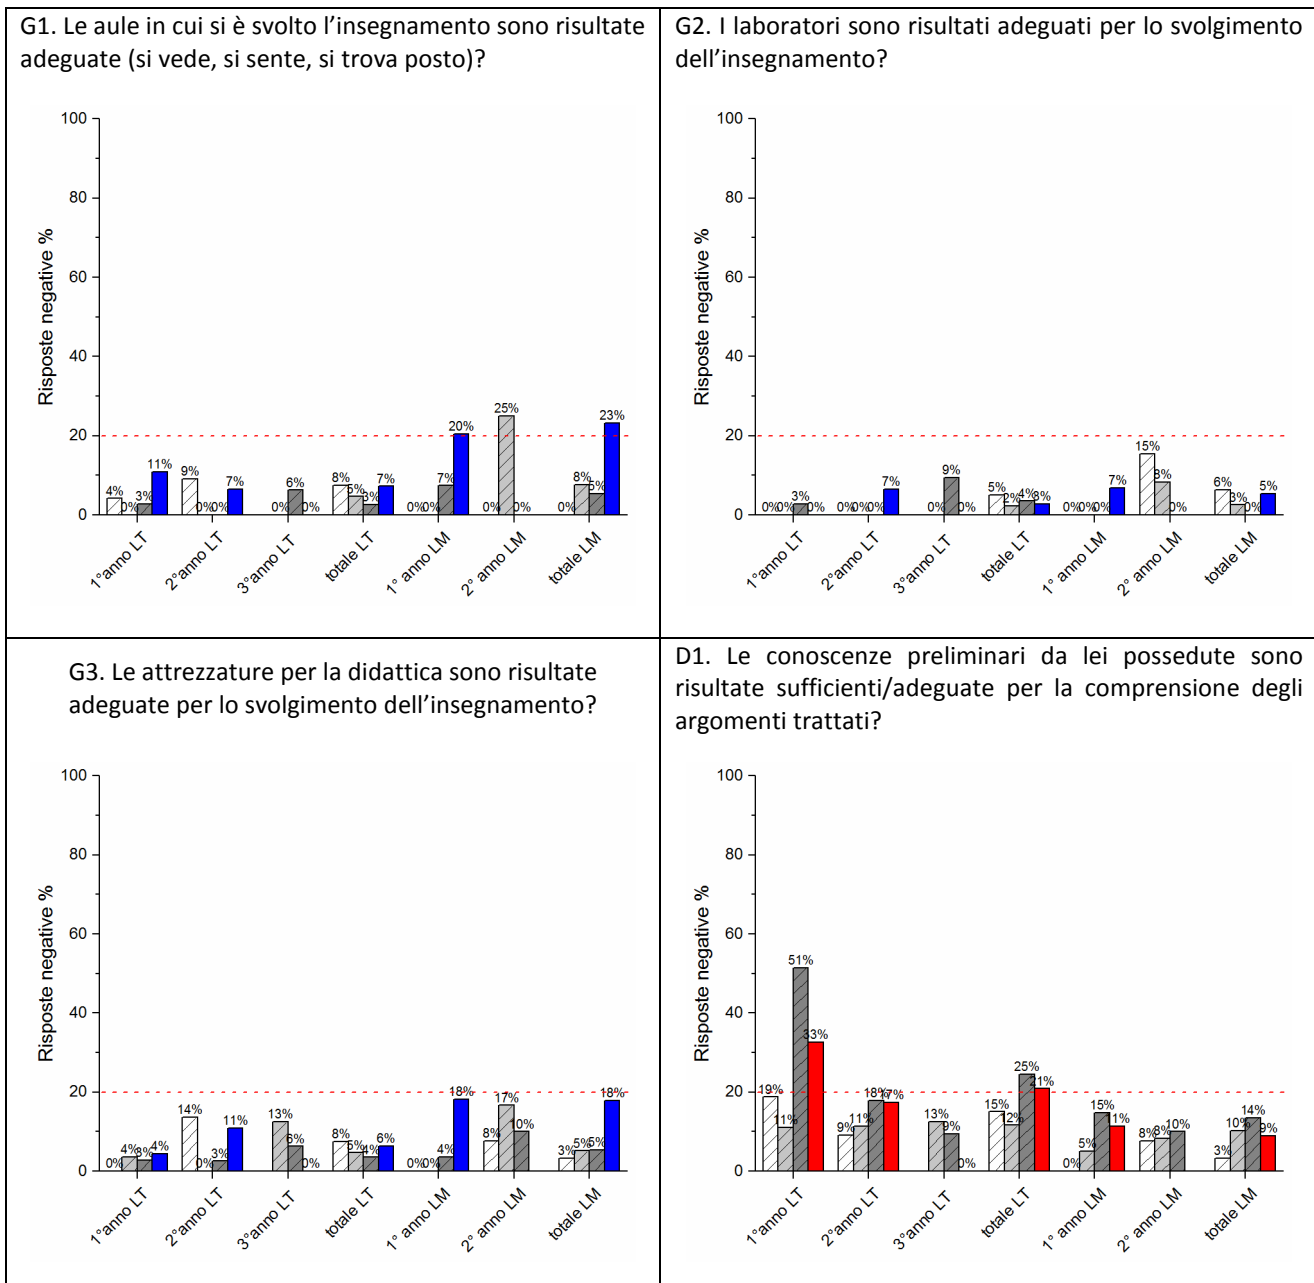 G1. Le aule in cui si è svolto l’insegnamento sono risultate
adeguate (si vede, si sente, si trova posto)?
100
80
60
40
20
0
Risposte negative %
4% 0% 3% 11%
9% 0% 0% 7%
0% 6% 0%
8% 5% 3% 7%
0% 0% 7% 20%
0% 25% 0%
0% 8% 5% 23%
1°anno LT
2°anno LT
3°anno LT
totale LT
1° anno LM
2° anno LM
totale LM
G2. I laboratori sono risultati adeguati per lo svolgimento
dell’insegnamento?
100
80
60
40
20
0
Risposte negative %
0% 0% 3% 0%
0% 0% 0% 7%
0% 9% 0%
5% 2% 4% 3%
0% 0% 0% 7%
15% 8% 0%
6% 3% 0% 5%
1°anno LT
2°anno LT
3°anno LT
totale LT
1° anno LM
2° anno LM
totale LM
G3. Le attrezzature per la didattica sono risultate
adeguate per lo svolgimento dell’insegnamento?
100
80
60
40
20
0
Risposte negative %
0% 4% 3% 4%
14% 0% 3% 11%
13% 6% 0%
8% 5% 4% 6%
0% 0% 4% 18%
8% 17% 10%
3% 5% 5% 18%
1°anno LT
2°anno LT
3°anno LT
totale LT
1° anno LM
2° anno LM
totale LM
D1. Le conoscenze preliminari da lei possedute sono
risultate sufficienti/adeguate per la comprensione degli
argomenti trattati?
100
80
60
40
20
0
Risposte negative %
19% 11% 51% 33%
9% 11% 18% 17%
13% 9% 0%
15% 12% 25% 21%
0% 5% 15% 11%
8% 8% 10%
3% 10% 14% 9%
1°anno LT
2°anno LT
3°anno LT
totale LT
1° anno LM
2° anno LM
totale LM